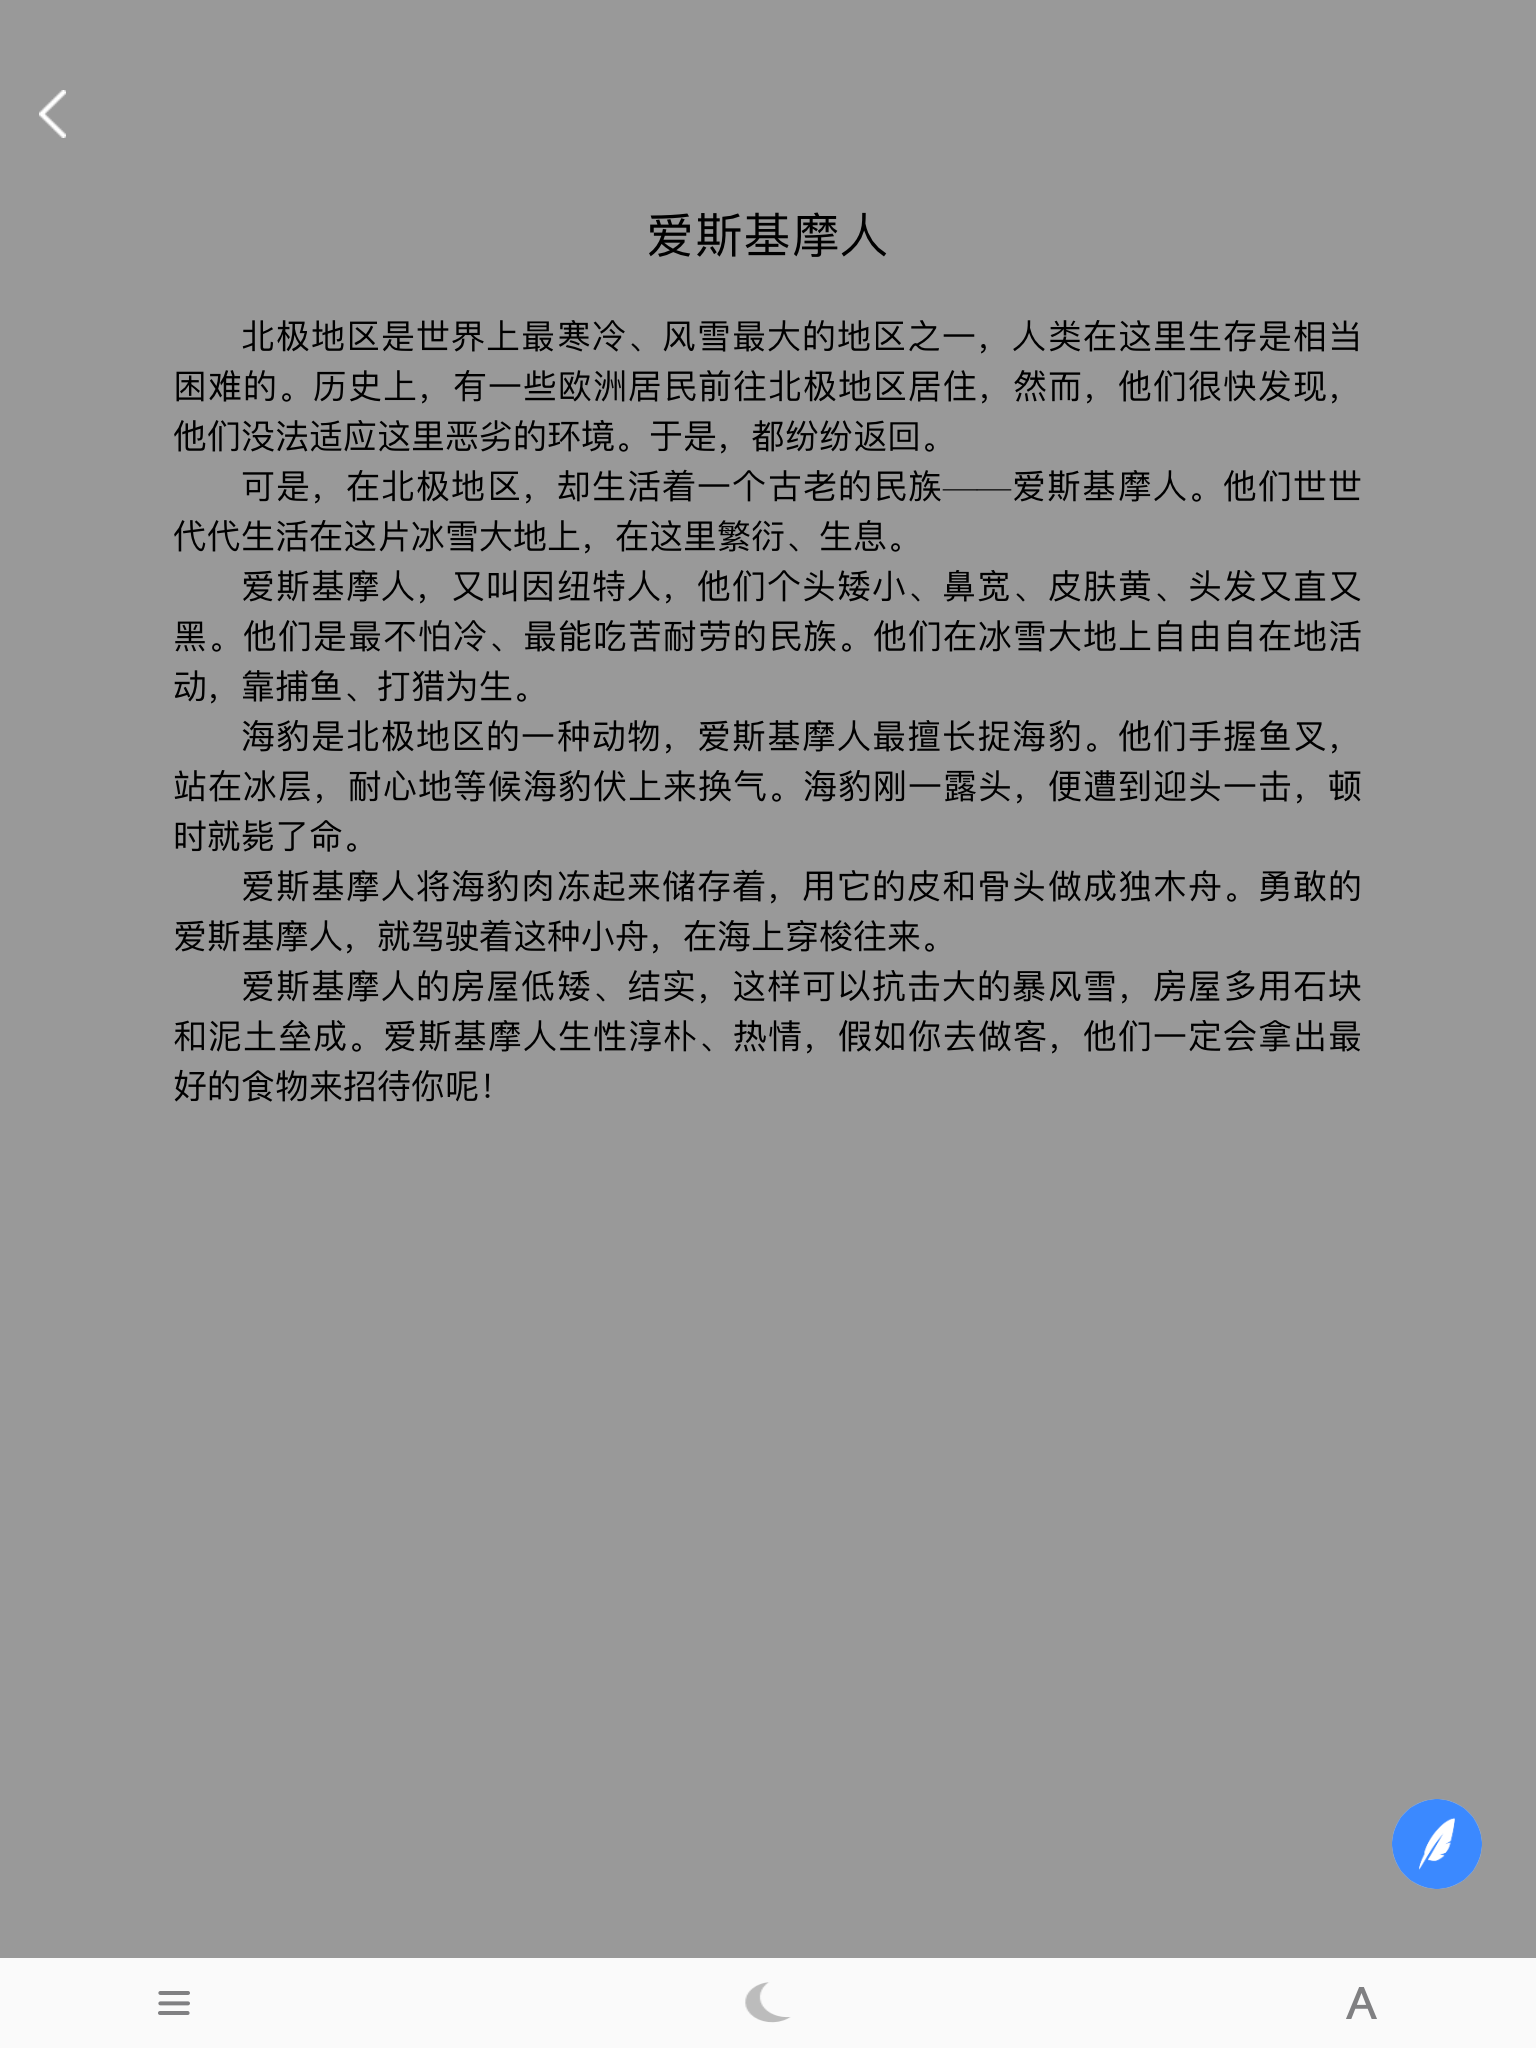 爱斯基摩人
北极地区是世界上最寒冷、风雪最大的地区之一，人类在这里生存是相当
困难的。历史上，有一些欧洲居民前往北极地区居住，然而，他们很快发现，
他们没法适应这里恶劣的环境。于是，都纷纷返回。
可是，在北极地区，却生活着一个古老的民族——爱斯基摩人。他们世世
代代生活在这片冰雪大地上，在这里繁衍、生息。
爱斯基摩人，又叫因纽特人，他们个头矮小、鼻宽、皮肤黄、头发又直又
黑。他们是最不怕冷、最能吃苦耐劳的民族。他们在冰雪大地上自由自在地活
动，靠捕鱼、打猎为生。
海豹是北极地区的一种动物，爱斯基摩人最擅长捉海豹。他们手握鱼叉，
站在冰层，耐心地等候海豹伏上来换气。海豹刚一露头，便遭到迎头一击，顿
时就毙了命。
爱斯基摩人将海豹肉冻起来储存着，用它的皮和骨头做成独木舟。勇敢的
爱斯基摩人，就驾驶着这种小舟，在海上穿梭往来。
爱斯基摩人的房屋低矮、结实，这样可以抗击大的暴风雪，房屋多用石块
和泥土垒成。爱斯基摩人生性淳朴、热情，假如你去做客，他们一定会拿出最
好的食物来招待你呢！
A